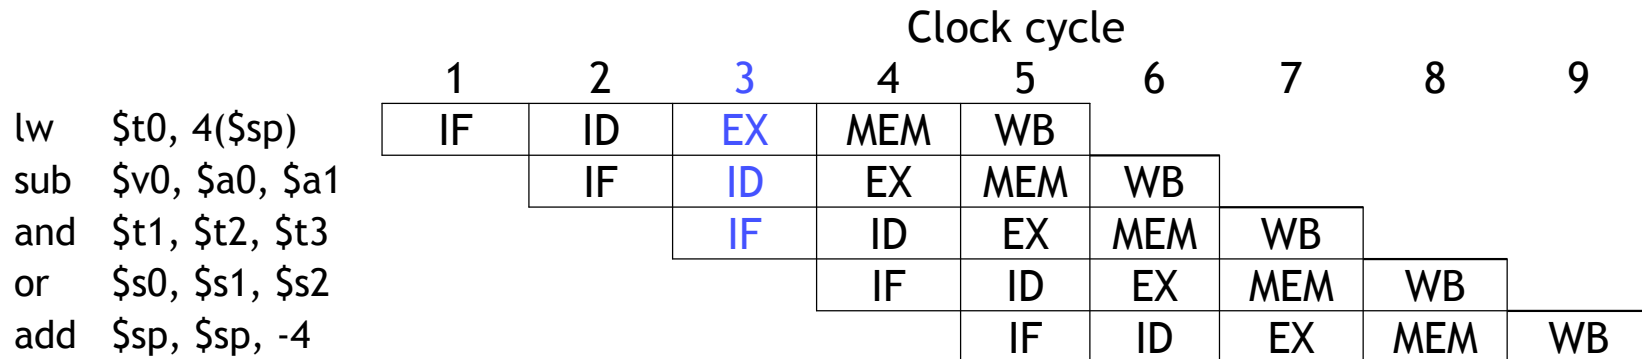 Clock cycle
1 2 3 4 5 6 7 8 9
lw $t0, 4($sp) IF ID EX MEM WB
sub $v0, $a0, $a1 IF ID EX MEM WB
and $t1, $t2, $t3 IF ID EX MEM WB
or $s0, $s1, $s2 IF ID EX MEM WB
add $sp, $sp, -4 IF ID EX MEM WB